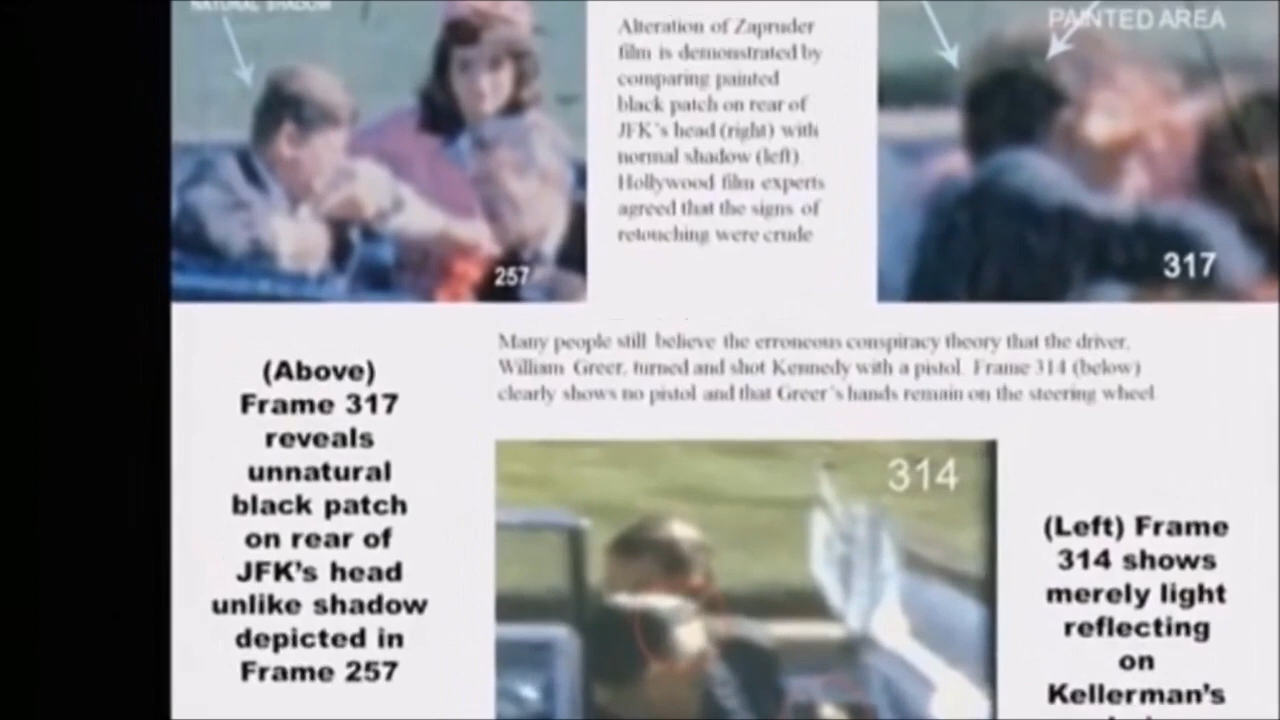 NATURAL SHADOW
Alteration of Zapruder
film is demonstrated by
comparing painted
black patch on rear of
JFK's head (right) with
normal shadow (left).
Hollywood film experts
agreed that the signs of
retouching were crude
PAINTED AREA
257
317
Many people still believe the erroneous conspiracy theory that the driver,
William Greer, turned and shot Kennedy with a pistol. Frame 314 (below)
clearly shows no pistol and that Greer's hands remain on the steering wheel
(Above)
Frame 317
reveals
unnatural
black patch
on rear of
JFK's head
unlike shadow
depicted in
Frame 257
314
(Left) Frame
314 shows
merely light
reflecting
on
Kellerman's